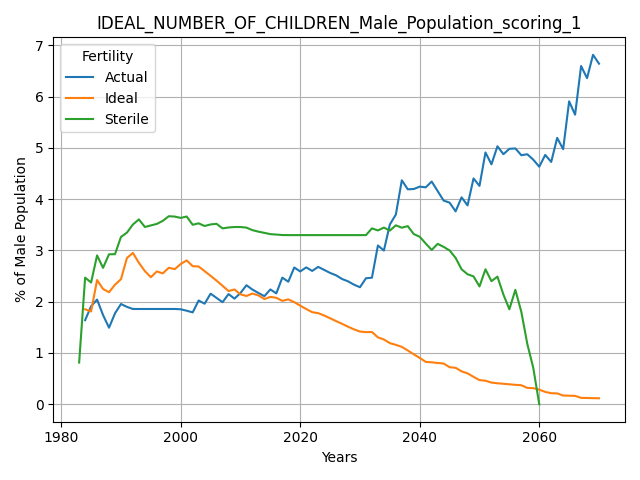 IDEAL_NUMBER_OF_CHILDREN_Male_Population_scoring_1
Fertility
Actual
Ideal
Sterile
% of Male Population
7
6
5
4
3
2
1
0
1980 2000 2020 2040 2060
Years